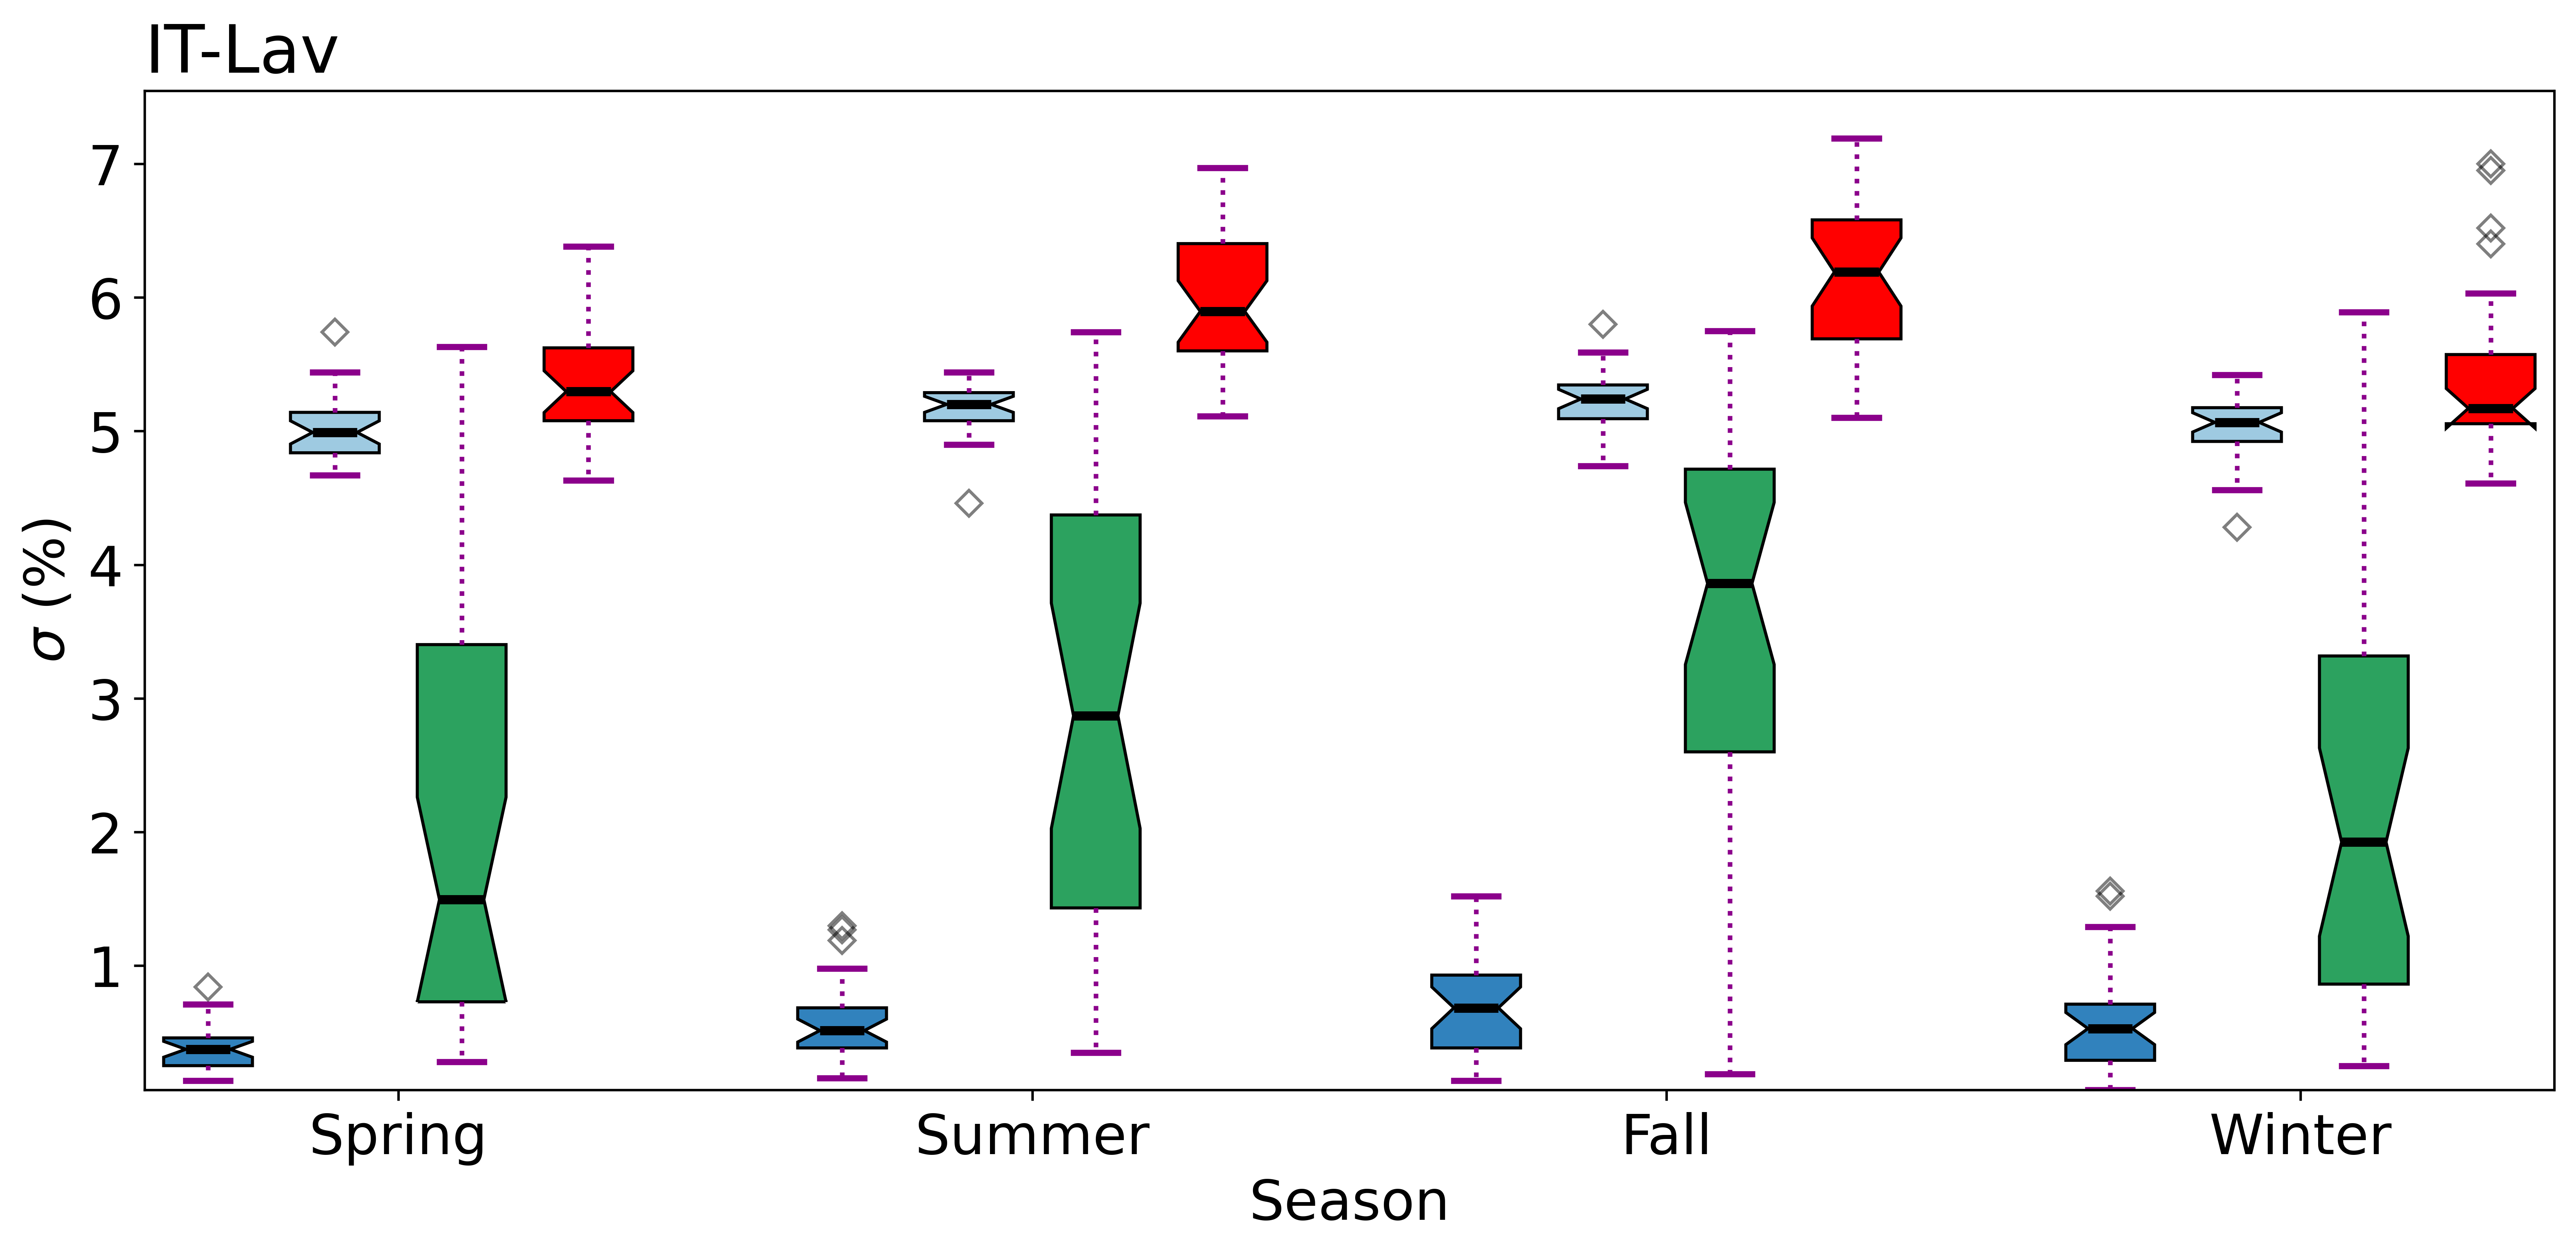 IT-Lav
7
6
5
4
3
2
1
σ (%)
Spring Summer Fall Winter
Season